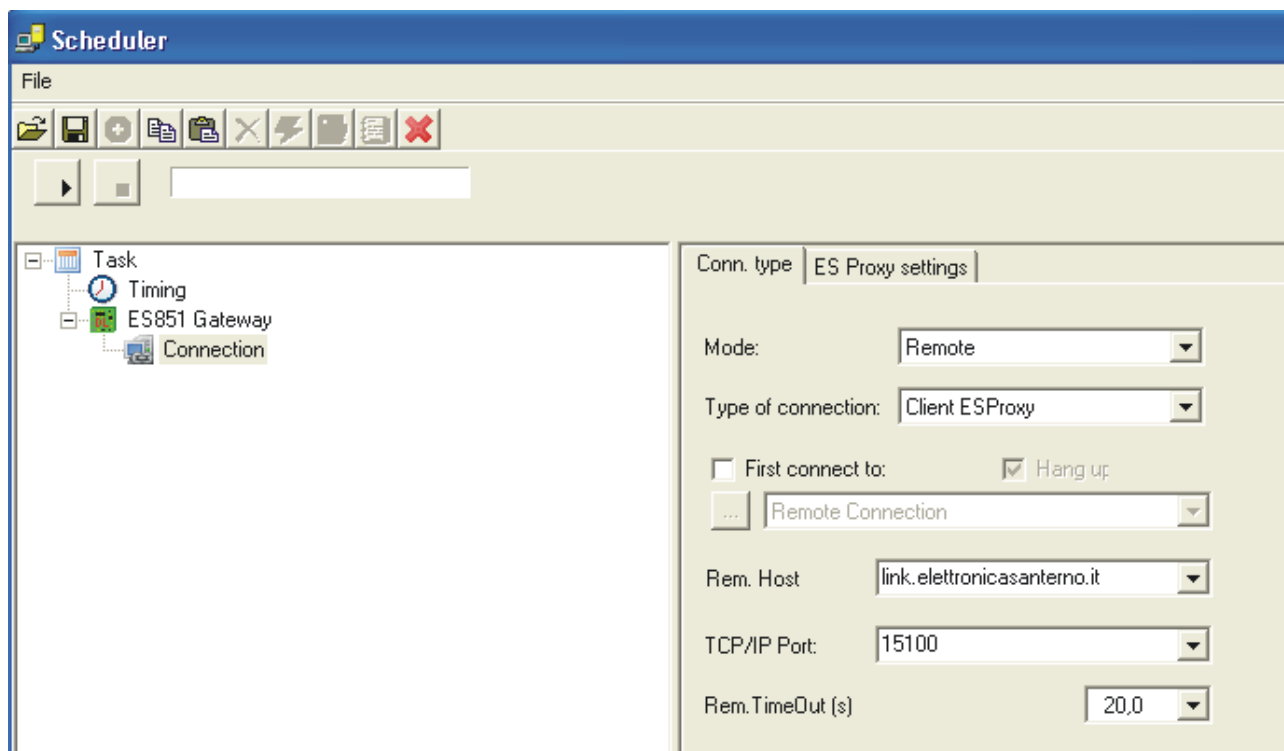 Scheduler
File
Task
Timing
ES851 Gateway
Connection
Conn. type
ES Proxy settings
Mode:
Remote
Type of connection:
Client ESProxy
First connect to:
Hang up
...
Remote Connection
Rem. Host
link.elettronicasanterno.it
TCP/IP Port:
15100
Rem.TimeOut (s)
20,0